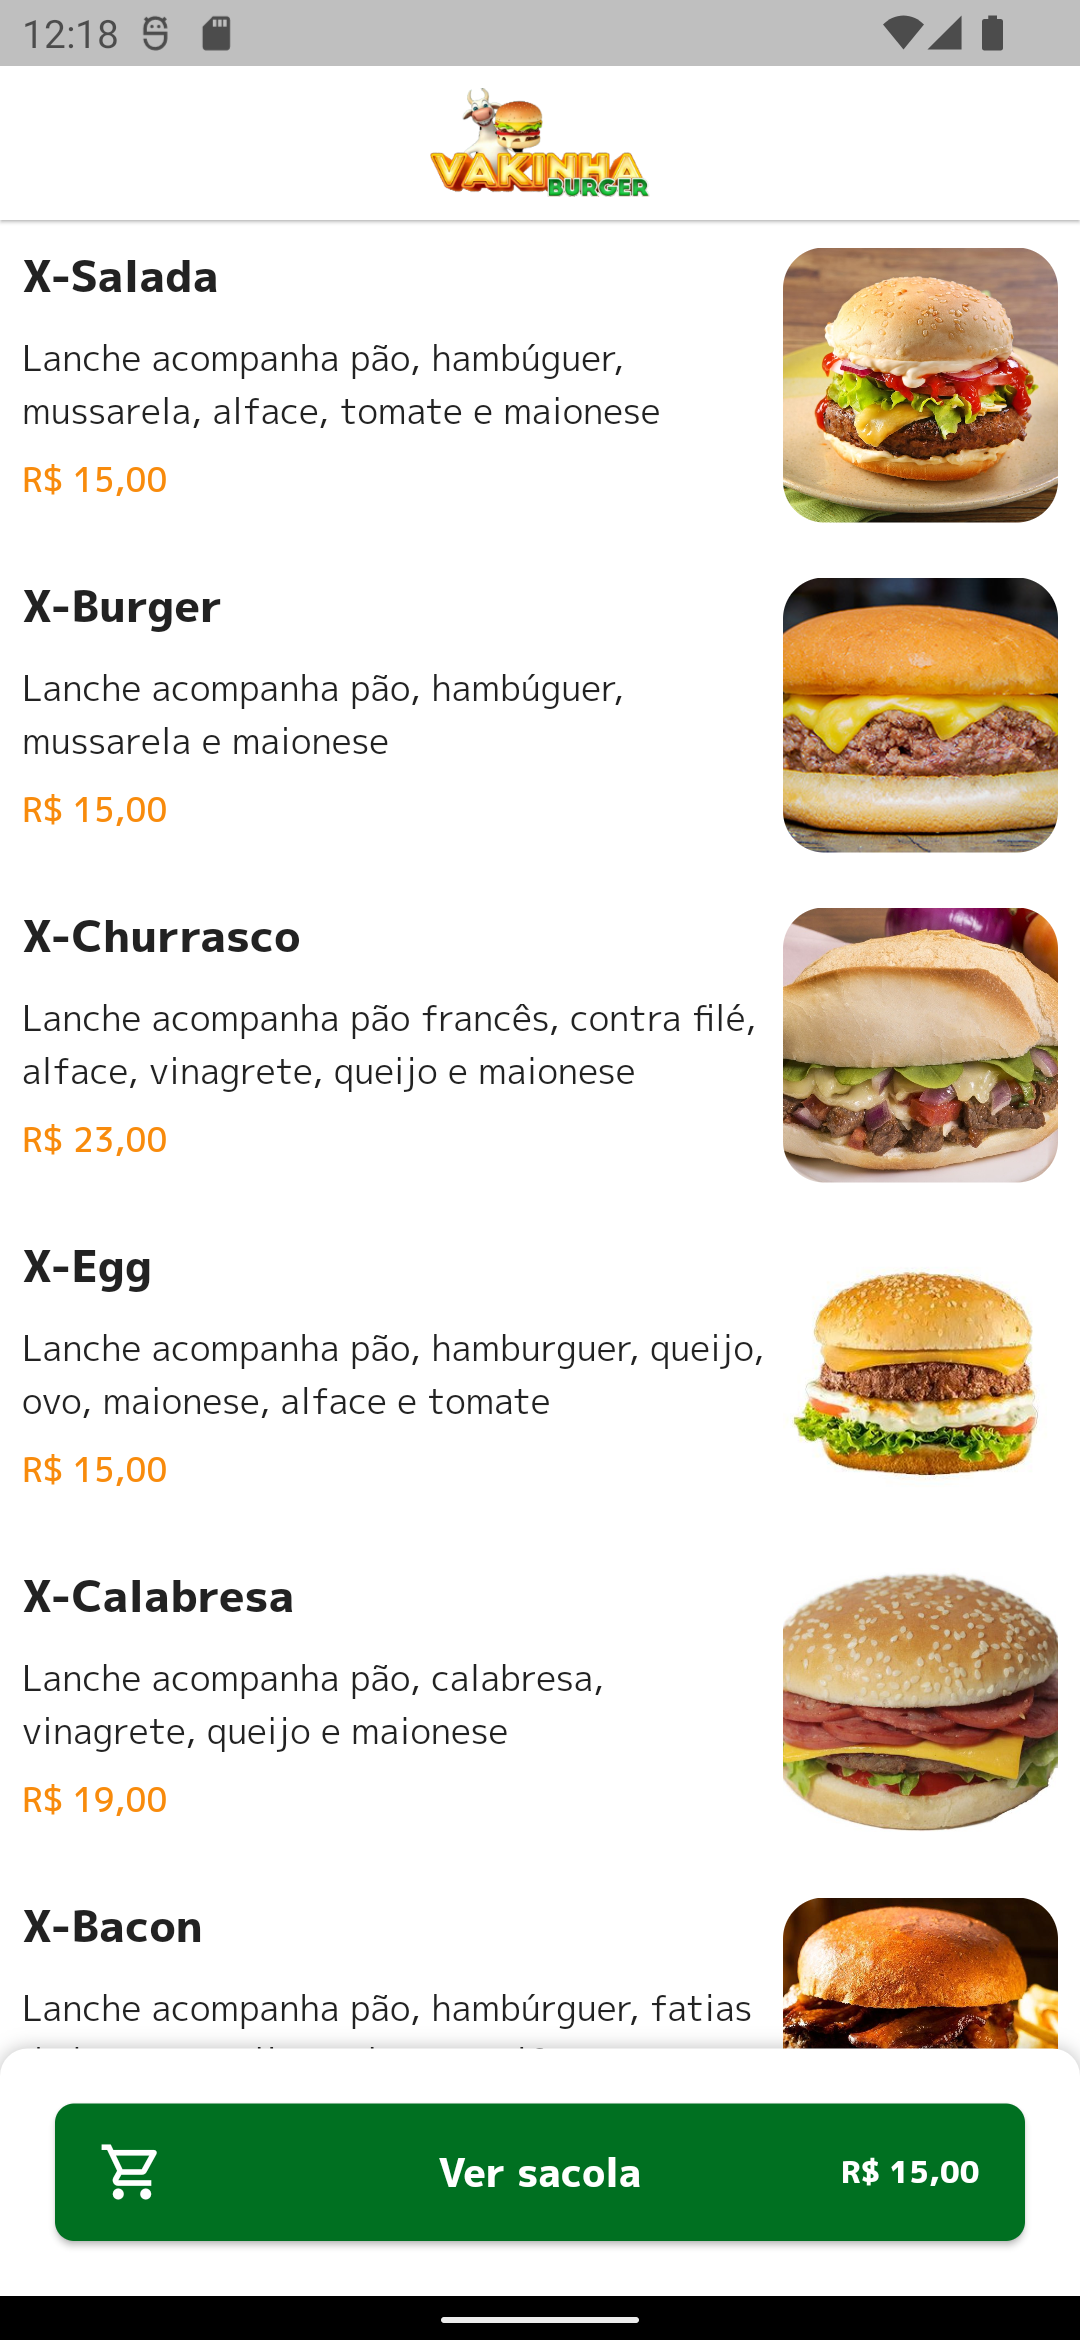 12:18
VAKINHA
BURGER
X-Salada
Lanche acompanha pão, hambúguer,
mussarela, alface, tomate e maionese
R$ 15,00
X-Burger
Lanche acompanha pão, hambúguer,
mussarela e maionese
R$ 15,00
X-Churrasco
Lanche acompanha pão francês, contra filé,
alface, vinagrete, queijo e maionese
R$ 23,00
X-Egg
Lanche acompanha pão, hamburguer, queijo,
ovo, maionese, alface e tomate
R$ 15,00
X-Calabresa
Lanche acompanha pão, calabresa,
vinagrete, queijo e maionese
R$ 19,00
X-Bacon
Lanche acompanha pão, hambúrguer, fatias
Ver sacola
R$ 15,00